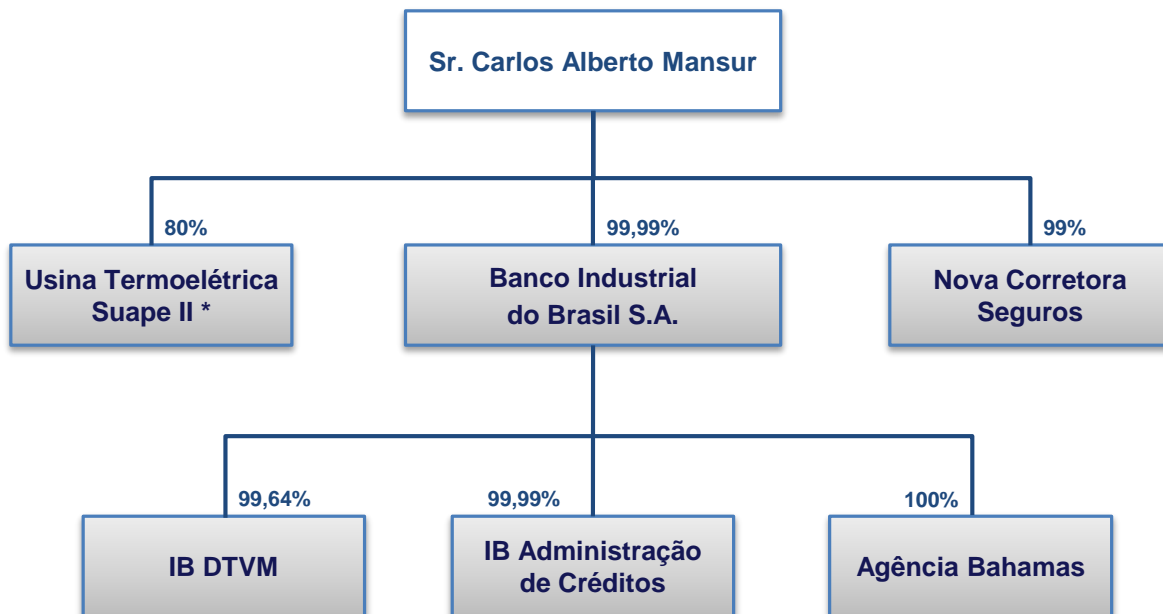 Sr. Carlos Alberto Mansur
80%
99,99%
99%
Usina Termoelétrica
Suape II *
Banco Industrial
do Brasil S.A.
Nova Corretora
Seguros
99,64%
99,99%
100%
IB DTVM
IB Administração
de Créditos
Agência Bahamas